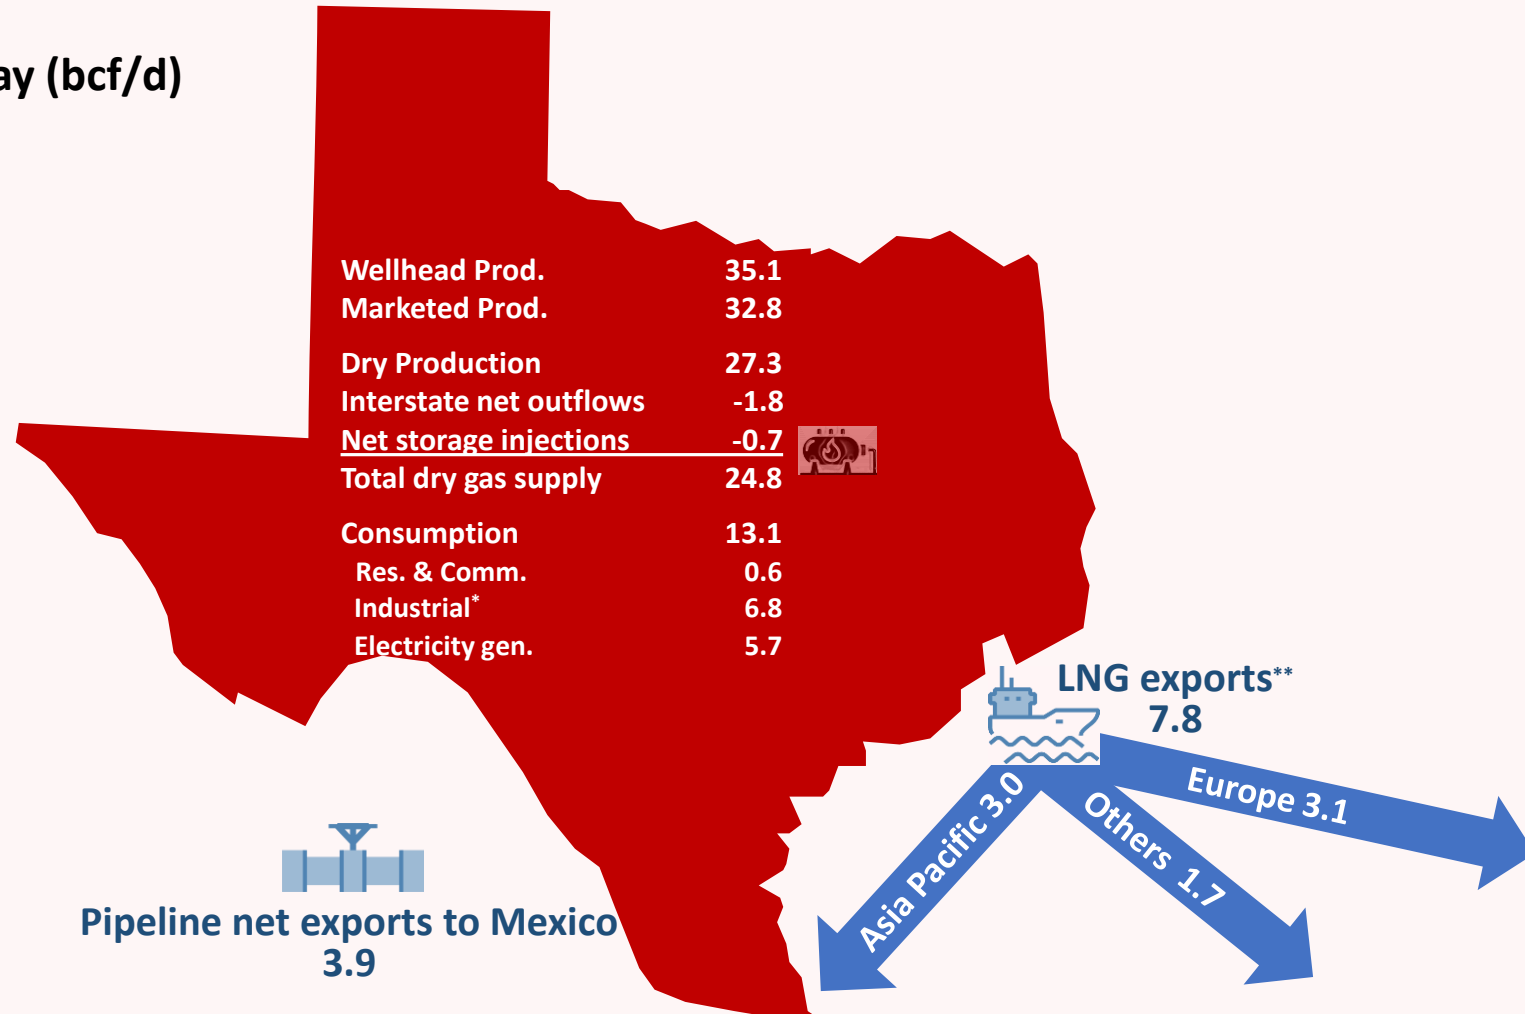 (bcf/d)
Wellhead Prod. 35.1
Marketed Prod. 32.8
Dry Production 27.3
Interstate net outflows -1.8
Net storage injections -0.7
Total dry gas supply 24.8
Consumption 13.1
Res. & Comm. 0.6
Industrial* 6.8
Electricity gen. 5.7
LNG exports**
7.8
Europe 3.1
Others 1.7
Asia Pacific 3.0
Pipeline net exports to Mexico
3.9